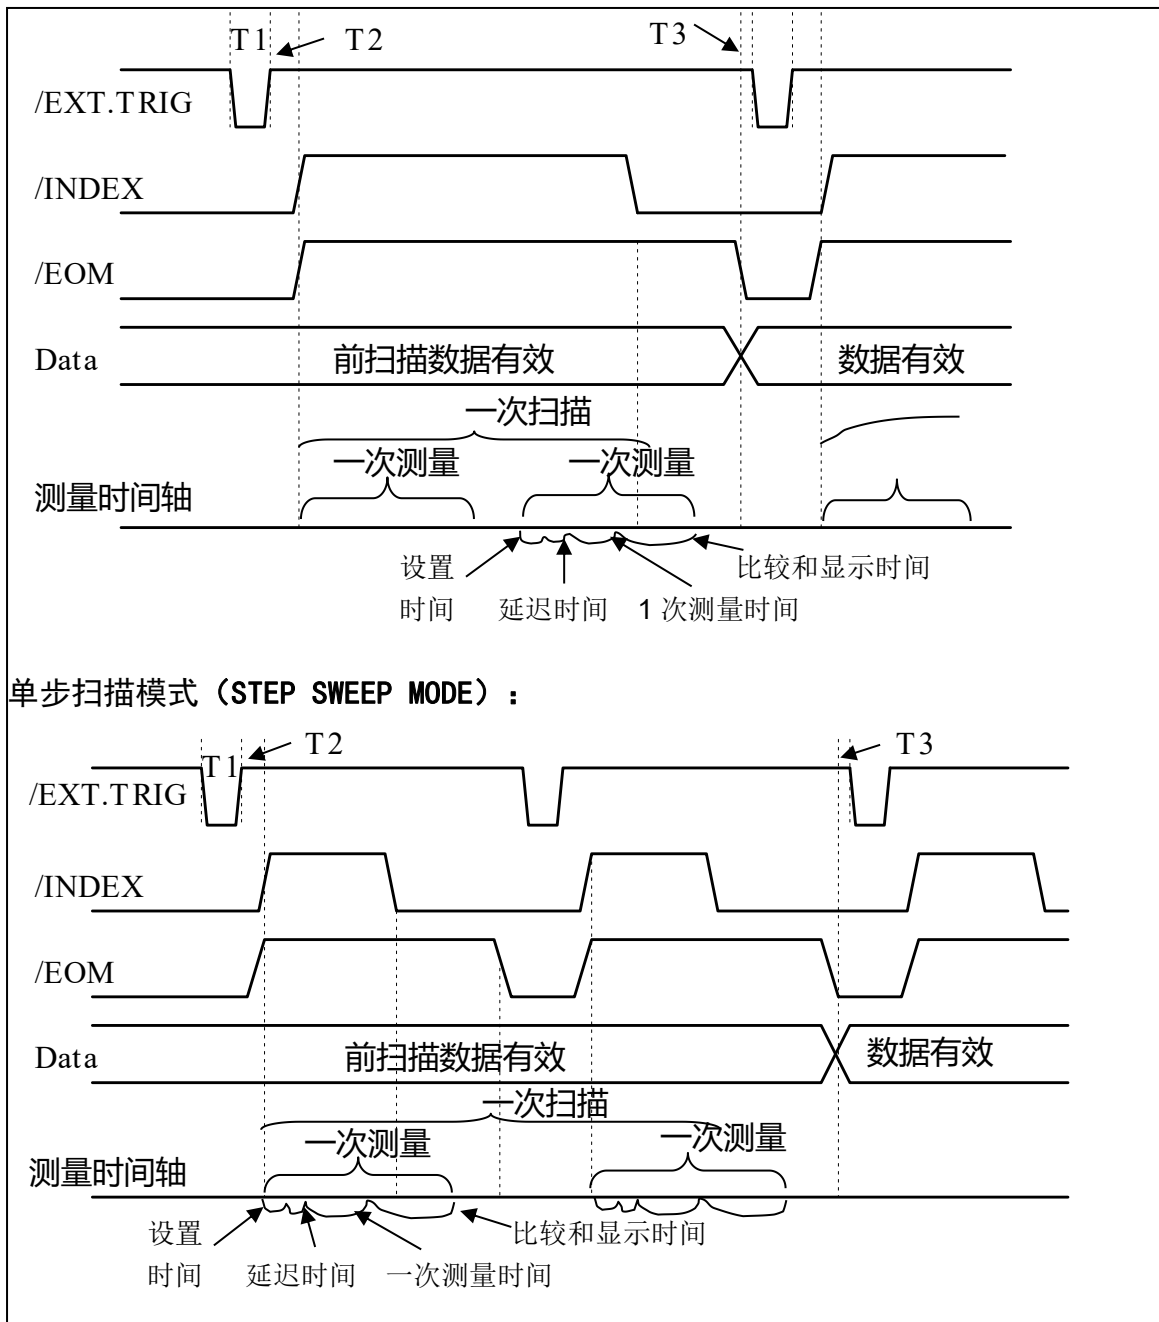 T1 T2 T3
/EXT.TRIG
/INDEX
/EOM
Data 前扫描数据有效 数据有效
一次扫描
一次测量 一次测量
测量时间轴
设置 比较和显示时间
时间 延迟时间 1 次测量时间
单步扫描模式（STEP SWEEP MODE）：
T1 T2 T3
/EXT.TRIG
/INDEX
/EOM
Data 前扫描数据有效 数据有效
一次扫描
一次测量 一次测量
测量时间轴
设置 比较和显示时间
时间 延迟时间 一次测量时间